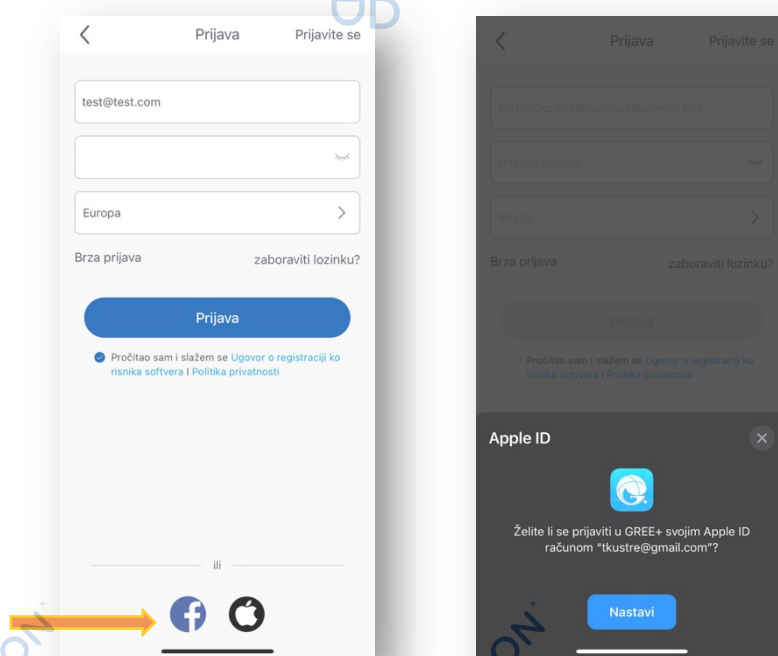 Prijava
Prijavite se
test@test.com
Europa
Brza prijava
zaboraviti lozinku?
Prijava
Pročitao sam i slažem se Ugovor o registraciji ko
risnika softvera I Politika privatnosti
ili
Prijava
Prijavite se
Korisničko ime/E-pošta/Telefonski broj
Unesite lozinku
Regija
Brza prijava
zaboraviti lozinku?
Prijava
Pročitao sam i slažem se Ugovor o registraciji ko
risnika softvera I Politika privatnosti
Apple ID
Želite li se prijaviti u GREE+ svojim Apple ID
računom "tkustre@gmail.com"?
Nastavi